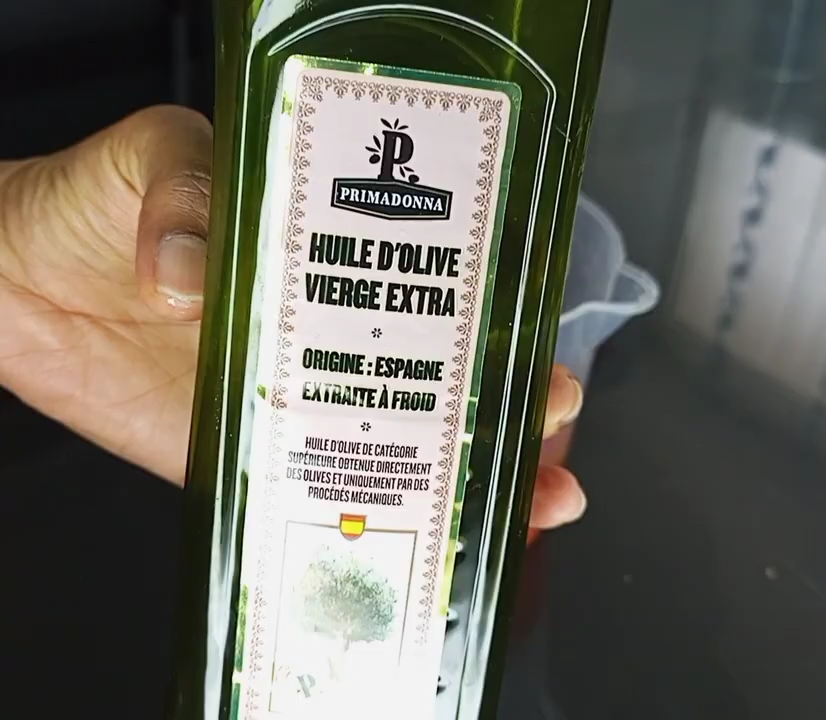 P
PRIMADONNA
HUILE D'OLIVE
VIERGE EXTRA
ORIGINE : ESPAGNE
EXTRAITE À FROID
HUILE D'OLIVE DE CATÉGORIE
SUPÉRIEURE OBTENUE DIRECTEMENT
DES OLIVES ET UNIQUEMENT PAR DES
PROCÉDÉS MÉCANIQUES.
P